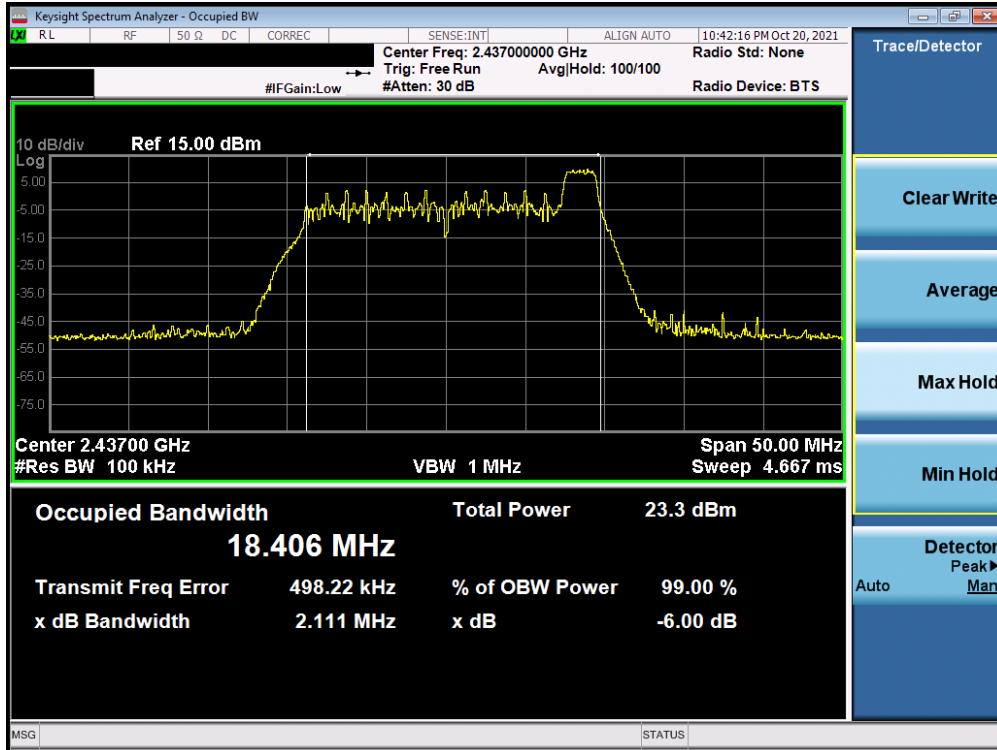 Keysight Spectrum Analyzer - Occupied BW
LXI RL RF 50 Ω DC CORREC SENSE:INT ALIGN AUTO 10:42:16 PM Oct 20, 2021
Center Freq: 2.437000000 GHz Radio Std: None
Trig: Free Run Avg|Hold: 100/100
#IFGain:Low #Atten: 30 dB Radio Device: BTS
10 dB/div Ref 15.00 dBm
Log
5.00
-5.00
-15.0
-25.0
-35.0
-45.0
-55.0
-65.0
-75.0
Center 2.43700 GHz Span 50.00 MHz
#Res BW 100 kHz VBW 1 MHz Sweep 4.667 ms
Occupied Bandwidth Total Power 23.3 dBm
18.406 MHz
Transmit Freq Error 498.22 kHz % of OBW Power 99.00 %
x dB Bandwidth 2.111 MHz x dB -6.00 dB
MSG STATUS
Trace/Detector
Clear Write
Average
Max Hold
Min Hold
Detector
Peak▶
Auto Man